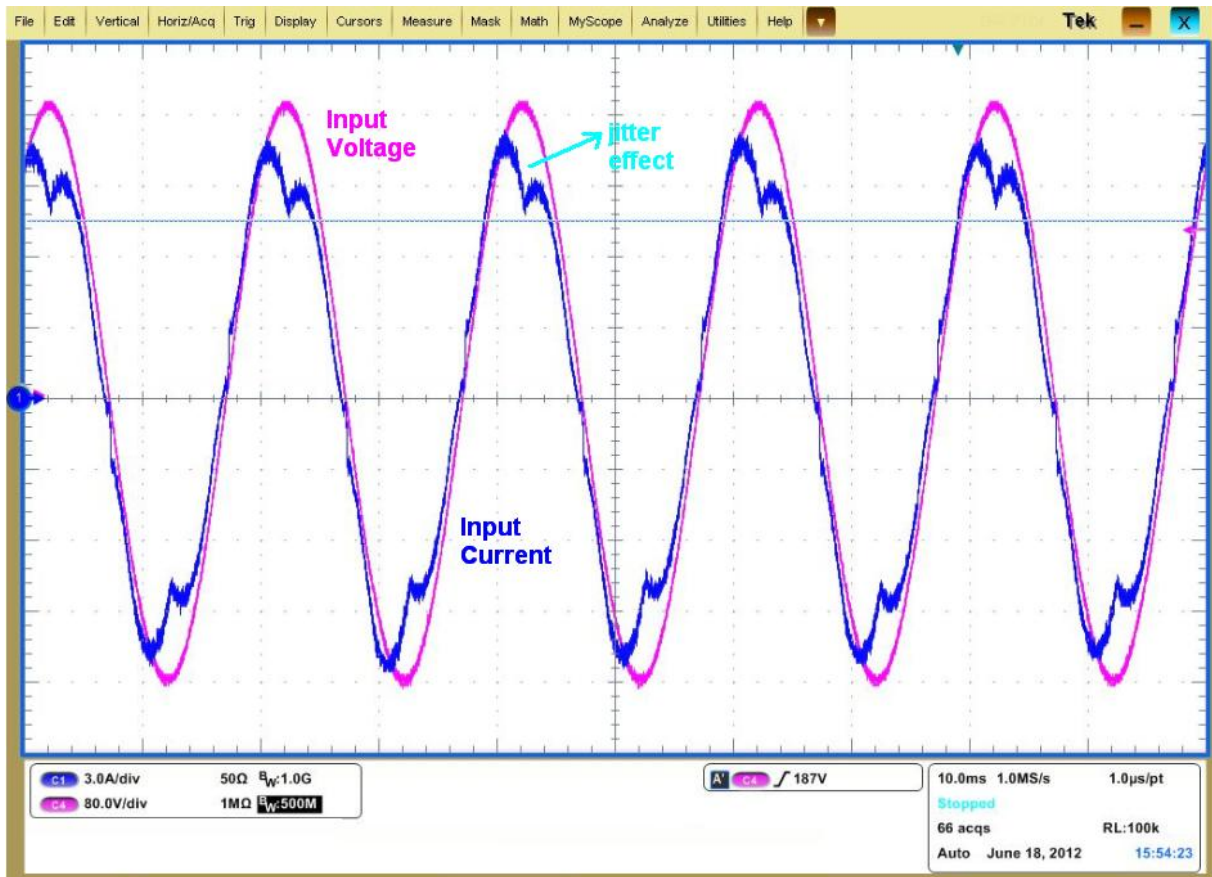 File Edit Vertical Horiz/Acq Trig Display Cursors Measure Mask Math MyScope Analyze Utilities Help Tek X
Input
Voltage
jitter
effect
1
Input
Current
C1 3.0A/div 50Ω BW:1.0G
C4 80.0V/div 1MΩ BW:500M
A' C4 187V
10.0ms 1.0MS/s 1.0µs/pt
Stopped
66 acqs RL:100k
Auto June 18, 2012 15:54:23